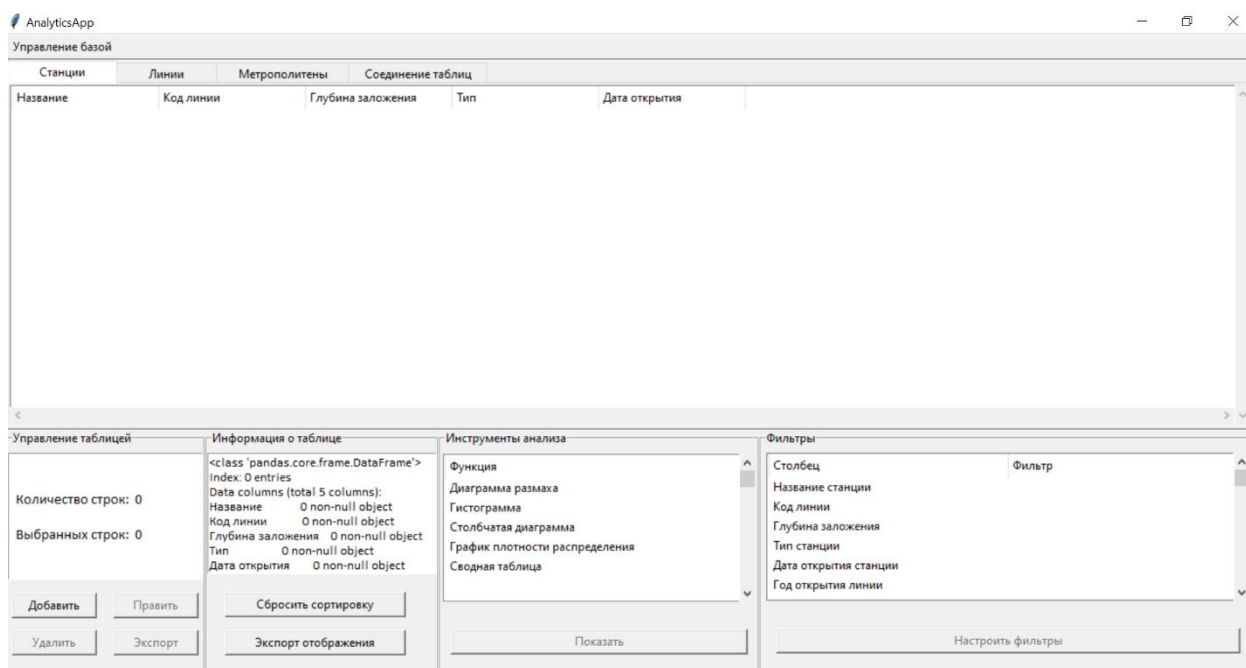 AnalyticsApp
Управление базой
Станции Линии Метрополитены Соединение таблиц
Название Код линии Глубина заложения Тип Дата открытия
Управление таблицей
Количество строк: 0
Выбранных строк: 0
Добавить Править
Удалить Экспорт
Информация о таблице
<class 'pandas.core.frame.DataFrame'>
Index: 0 entries
Data columns (total 5 columns):
Название 0 non-null object
Код линии 0 non-null object
Глубина заложения 0 non-null object
Тип 0 non-null object
Дата открытия 0 non-null object
Сбросить сортировку
Экспорт отображения
Инструменты анализа
Функция
Диаграмма размаха
Гистограмма
Столбчатая диаграмма
График плотности распределения
Сводная таблица
Показать
Фильтры
Столбец Фильтр
Название станции
Код линии
Глубина заложения
Тип станции
Дата открытия станции
Год открытия линии
Настроить фильтры